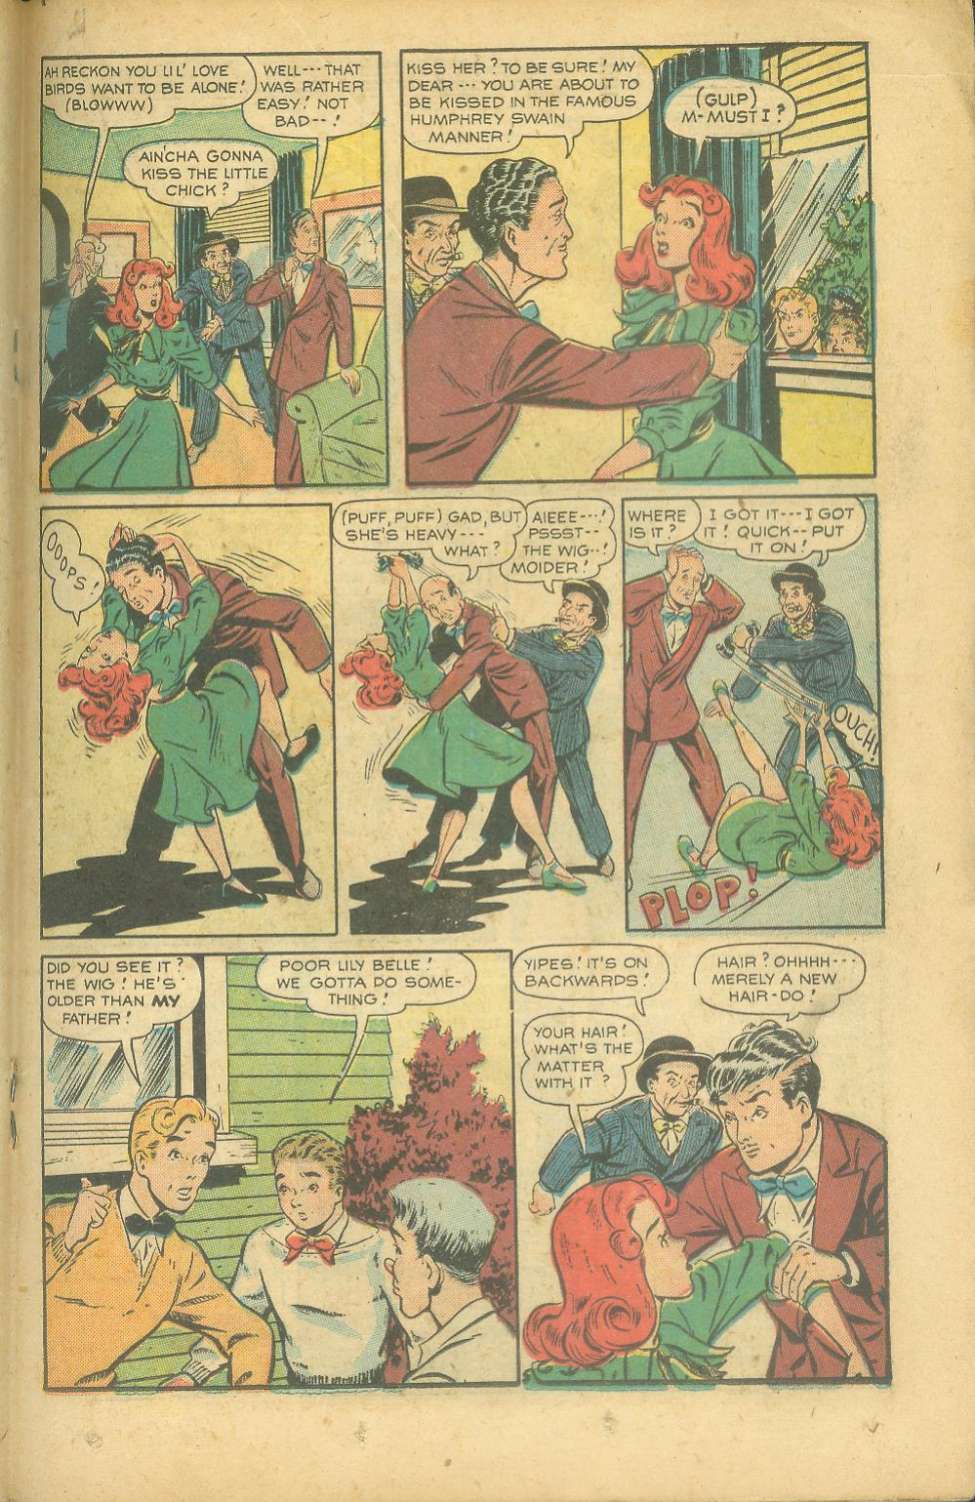 AH RECKON YOU LI'L' LOVE
BIRDS WANT TO BE ALONE!
(BLOWWW)
WELL---THAT
WAS RATHER
EASY! NOT
BAD--!
AIN'CHA GONNA
KISS THE LITTLE
CHICK?
KISS HER? TO BE SURE! MY
DEAR --- YOU ARE ABOUT TO
BE KISSED IN THE FAMOUS
HUMPHREY SWAIN
MANNER!
(GULP)
M-MUST I?
OOOPS!
(PUFF, PUFF) GAD, BUT
SHE'S HEAVY---
WHAT?
AIEEE---!
PSSST--
THE WIG--!
MOIDER!
WHERE
IS IT?
I GOT IT---I GOT
IT! QUICK--PUT
IT ON!
OUCH!
PLOP!
DID YOU SEE IT?
THE WIG! HE'S
OLDER THAN MY
FATHER!
POOR LILY BELLE!
WE GOTTA DO SOME-
THING!
YIPES! IT'S ON
BACKWARDS!
HAIR? OHHHH---
MERELY A NEW
HAIR-DO!
YOUR HAIR!
WHAT'S THE
MATTER
WITH IT?